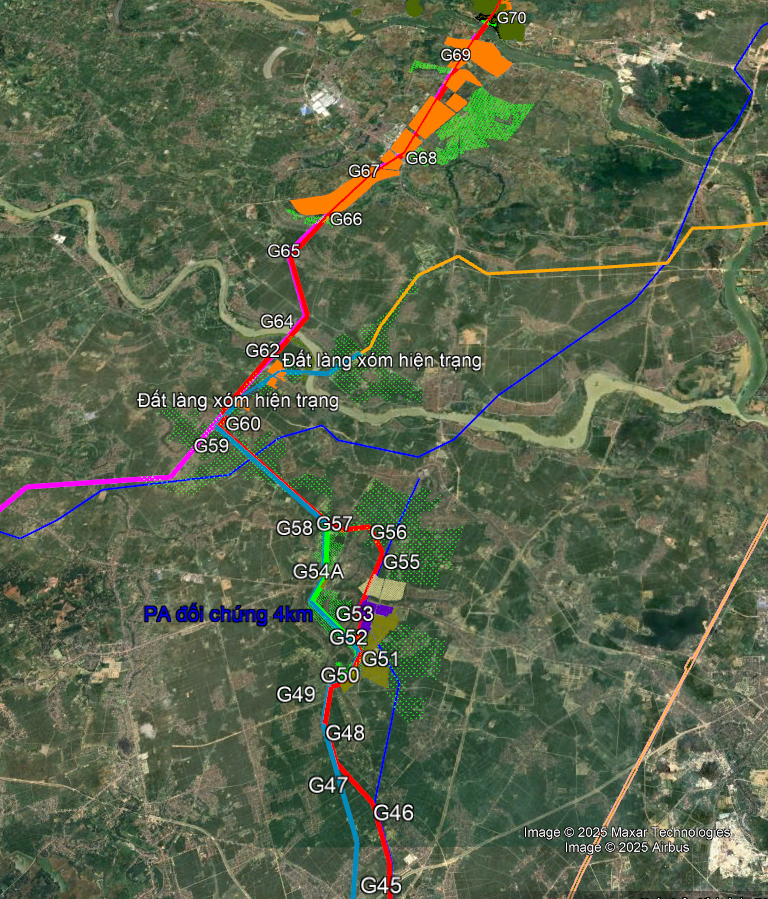 G70
G69
G68
G67
G66
G65
G64
G62
Đất làng xóm hiện trạng
Đất làng xóm hiện trạng
G60
G59
G58
G57
G56
G55
G54A
PA đối chứng 4km
G53
G52
G51
G50
G49
G48
G47
G46
G45
Image © 2025 Maxar Technologies
Image © 2025 Airbus